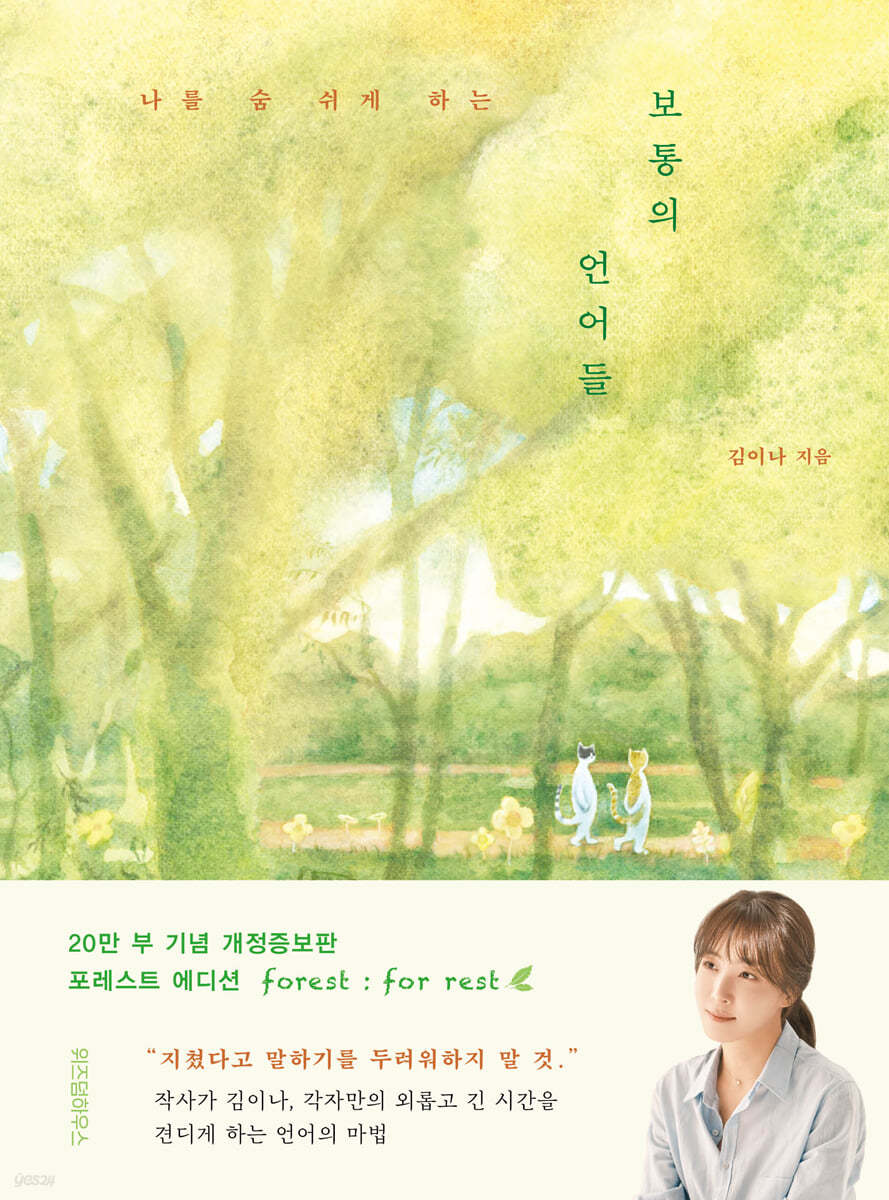 나를 숨 쉬게 하는
보통의
언어들
김이나 지음
20만 부 기념 개정증보판
포레스트 에디션 forest : for rest
“지쳤다고 말하기를 두려워하지 말 것.”
작사가 김이나, 각자만의 외롭고 긴 시간을
견디게 하는 언어의 마법
위즈덤하우스
yes24